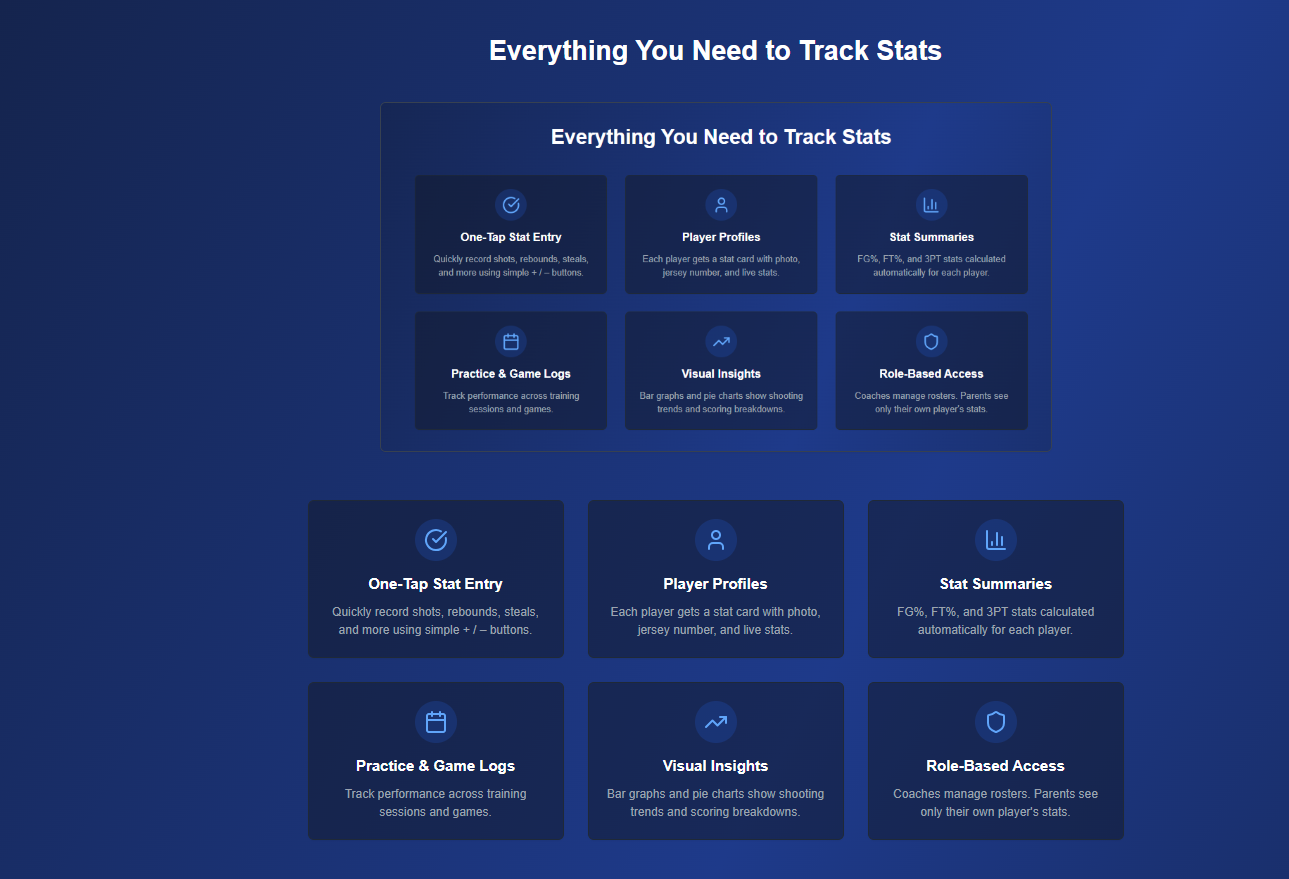 Everything You Need to Track Stats
Everything You Need to Track Stats
One-Tap Stat Entry
Quickly record shots, rebounds, steals,
and more using simple + / – buttons.
Player Profiles
Each player gets a stat card with photo,
jersey number, and live stats.
Stat Summaries
FG%, FT%, and 3PT stats calculated
automatically for each player.
Practice & Game Logs
Track performance across training
sessions and games.
Visual Insights
Bar graphs and pie charts show shooting
trends and scoring breakdowns.
Role-Based Access
Coaches manage rosters. Parents see
only their own player's stats.
One-Tap Stat Entry
Quickly record shots, rebounds, steals,
and more using simple + / – buttons.
Player Profiles
Each player gets a stat card with photo,
jersey number, and live stats.
Stat Summaries
FG%, FT%, and 3PT stats calculated
automatically for each player.
Practice & Game Logs
Track performance across training
sessions and games.
Visual Insights
Bar graphs and pie charts show shooting
trends and scoring breakdowns.
Role-Based Access
Coaches manage rosters. Parents see
only their own player's stats.